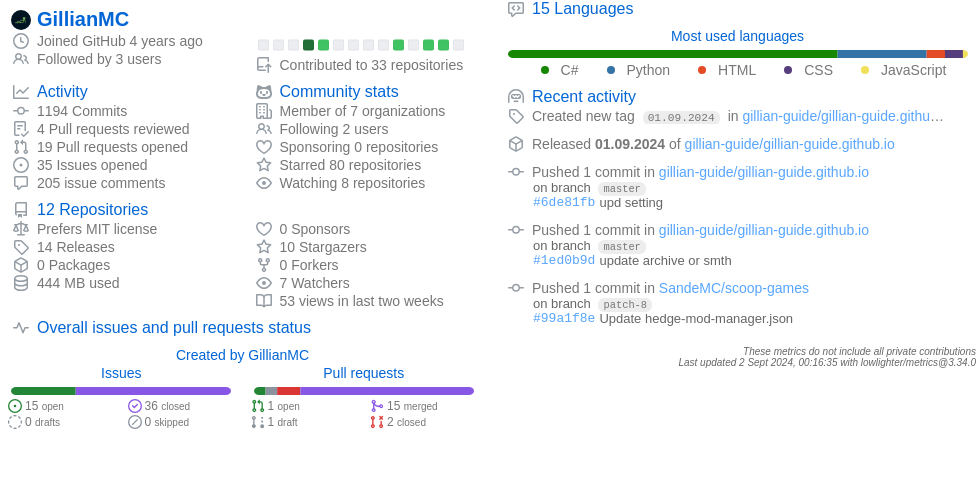 GillianMC
Joined GitHub 4 years ago
Followed by 3 users
Contributed to 33 repositories
Activity
1194 Commits
4 Pull requests reviewed
19 Pull requests opened
35 Issues opened
205 issue comments
Community stats
Member of 7 organizations
Following 2 users
Sponsoring 0 repositories
Starred 80 repositories
Watching 8 repositories
12 Repositories
Prefers MIT license
14 Releases
0 Packages
444 MB used
0 Sponsors
10 Stargazers
0 Forkers
7 Watchers
53 views in last two weeks
Overall issues and pull requests status
Created by GillianMC
Issues
15 open
36 closed
0 drafts
0 skipped
Pull requests
1 open
15 merged
1 draft
2 closed
15 Languages
Most used languages
C# Python HTML CSS JavaScript
Recent activity
Created new tag 01.09.2024 in gillian-guide/gillian-guide.githu…
Released 01.09.2024 of gillian-guide/gillian-guide.github.io
Pushed 1 commit in gillian-guide/gillian-guide.github.io
on branch master
#6de81fb upd setting
Pushed 1 commit in gillian-guide/gillian-guide.github.io
on branch master
#1ed0b9d update archive or smth
Pushed 1 commit in SandeMC/scoop-games
on branch patch-8
#99a1f8e Update hedge-mod-manager.json
These metrics do not include all private contributions
Last updated 2 Sept 2024, 00:16:35 with lowlighter/metrics@3.34.0